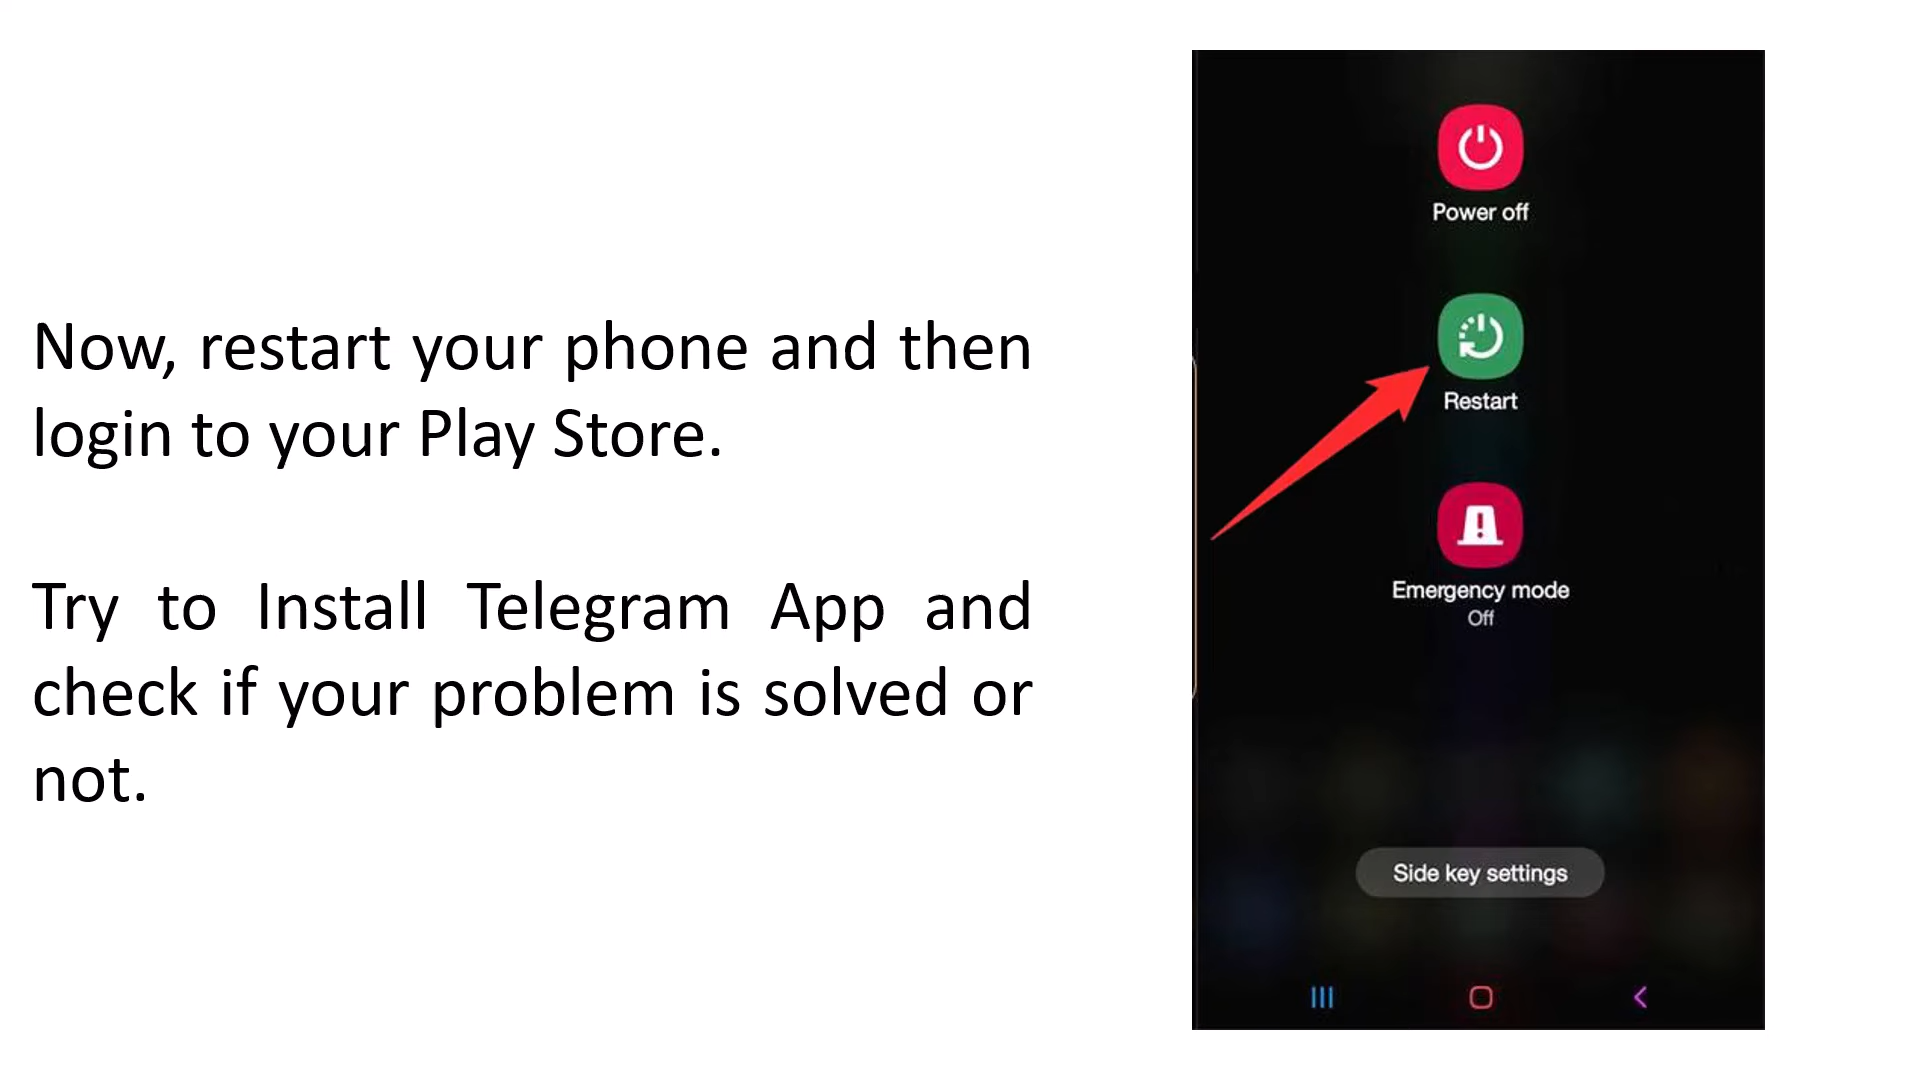 Now, restart your phone and then
login to your Play Store.
Try to Install Telegram App and
check if your problem is solved or
not.
Power off
Restart
Emergency mode
Off
Side key settings